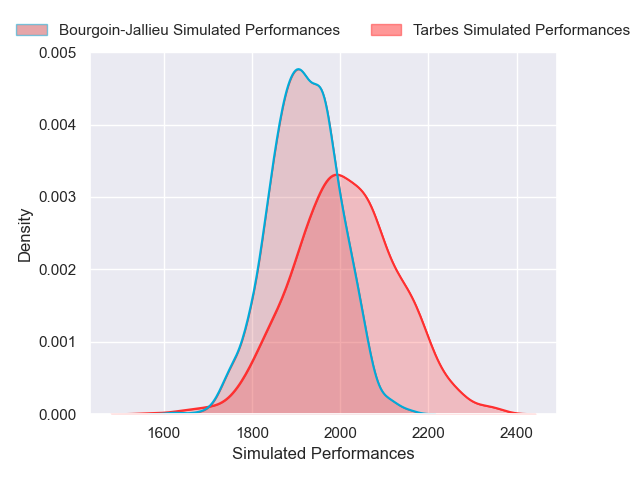 Bourgoin-Jallieu Simulated Performances Tarbes Simulated Performances
0.005
0.004
0.003
0.002
0.001
0.000
Density
1600 1800 2000 2200 2400
Simulated Performances